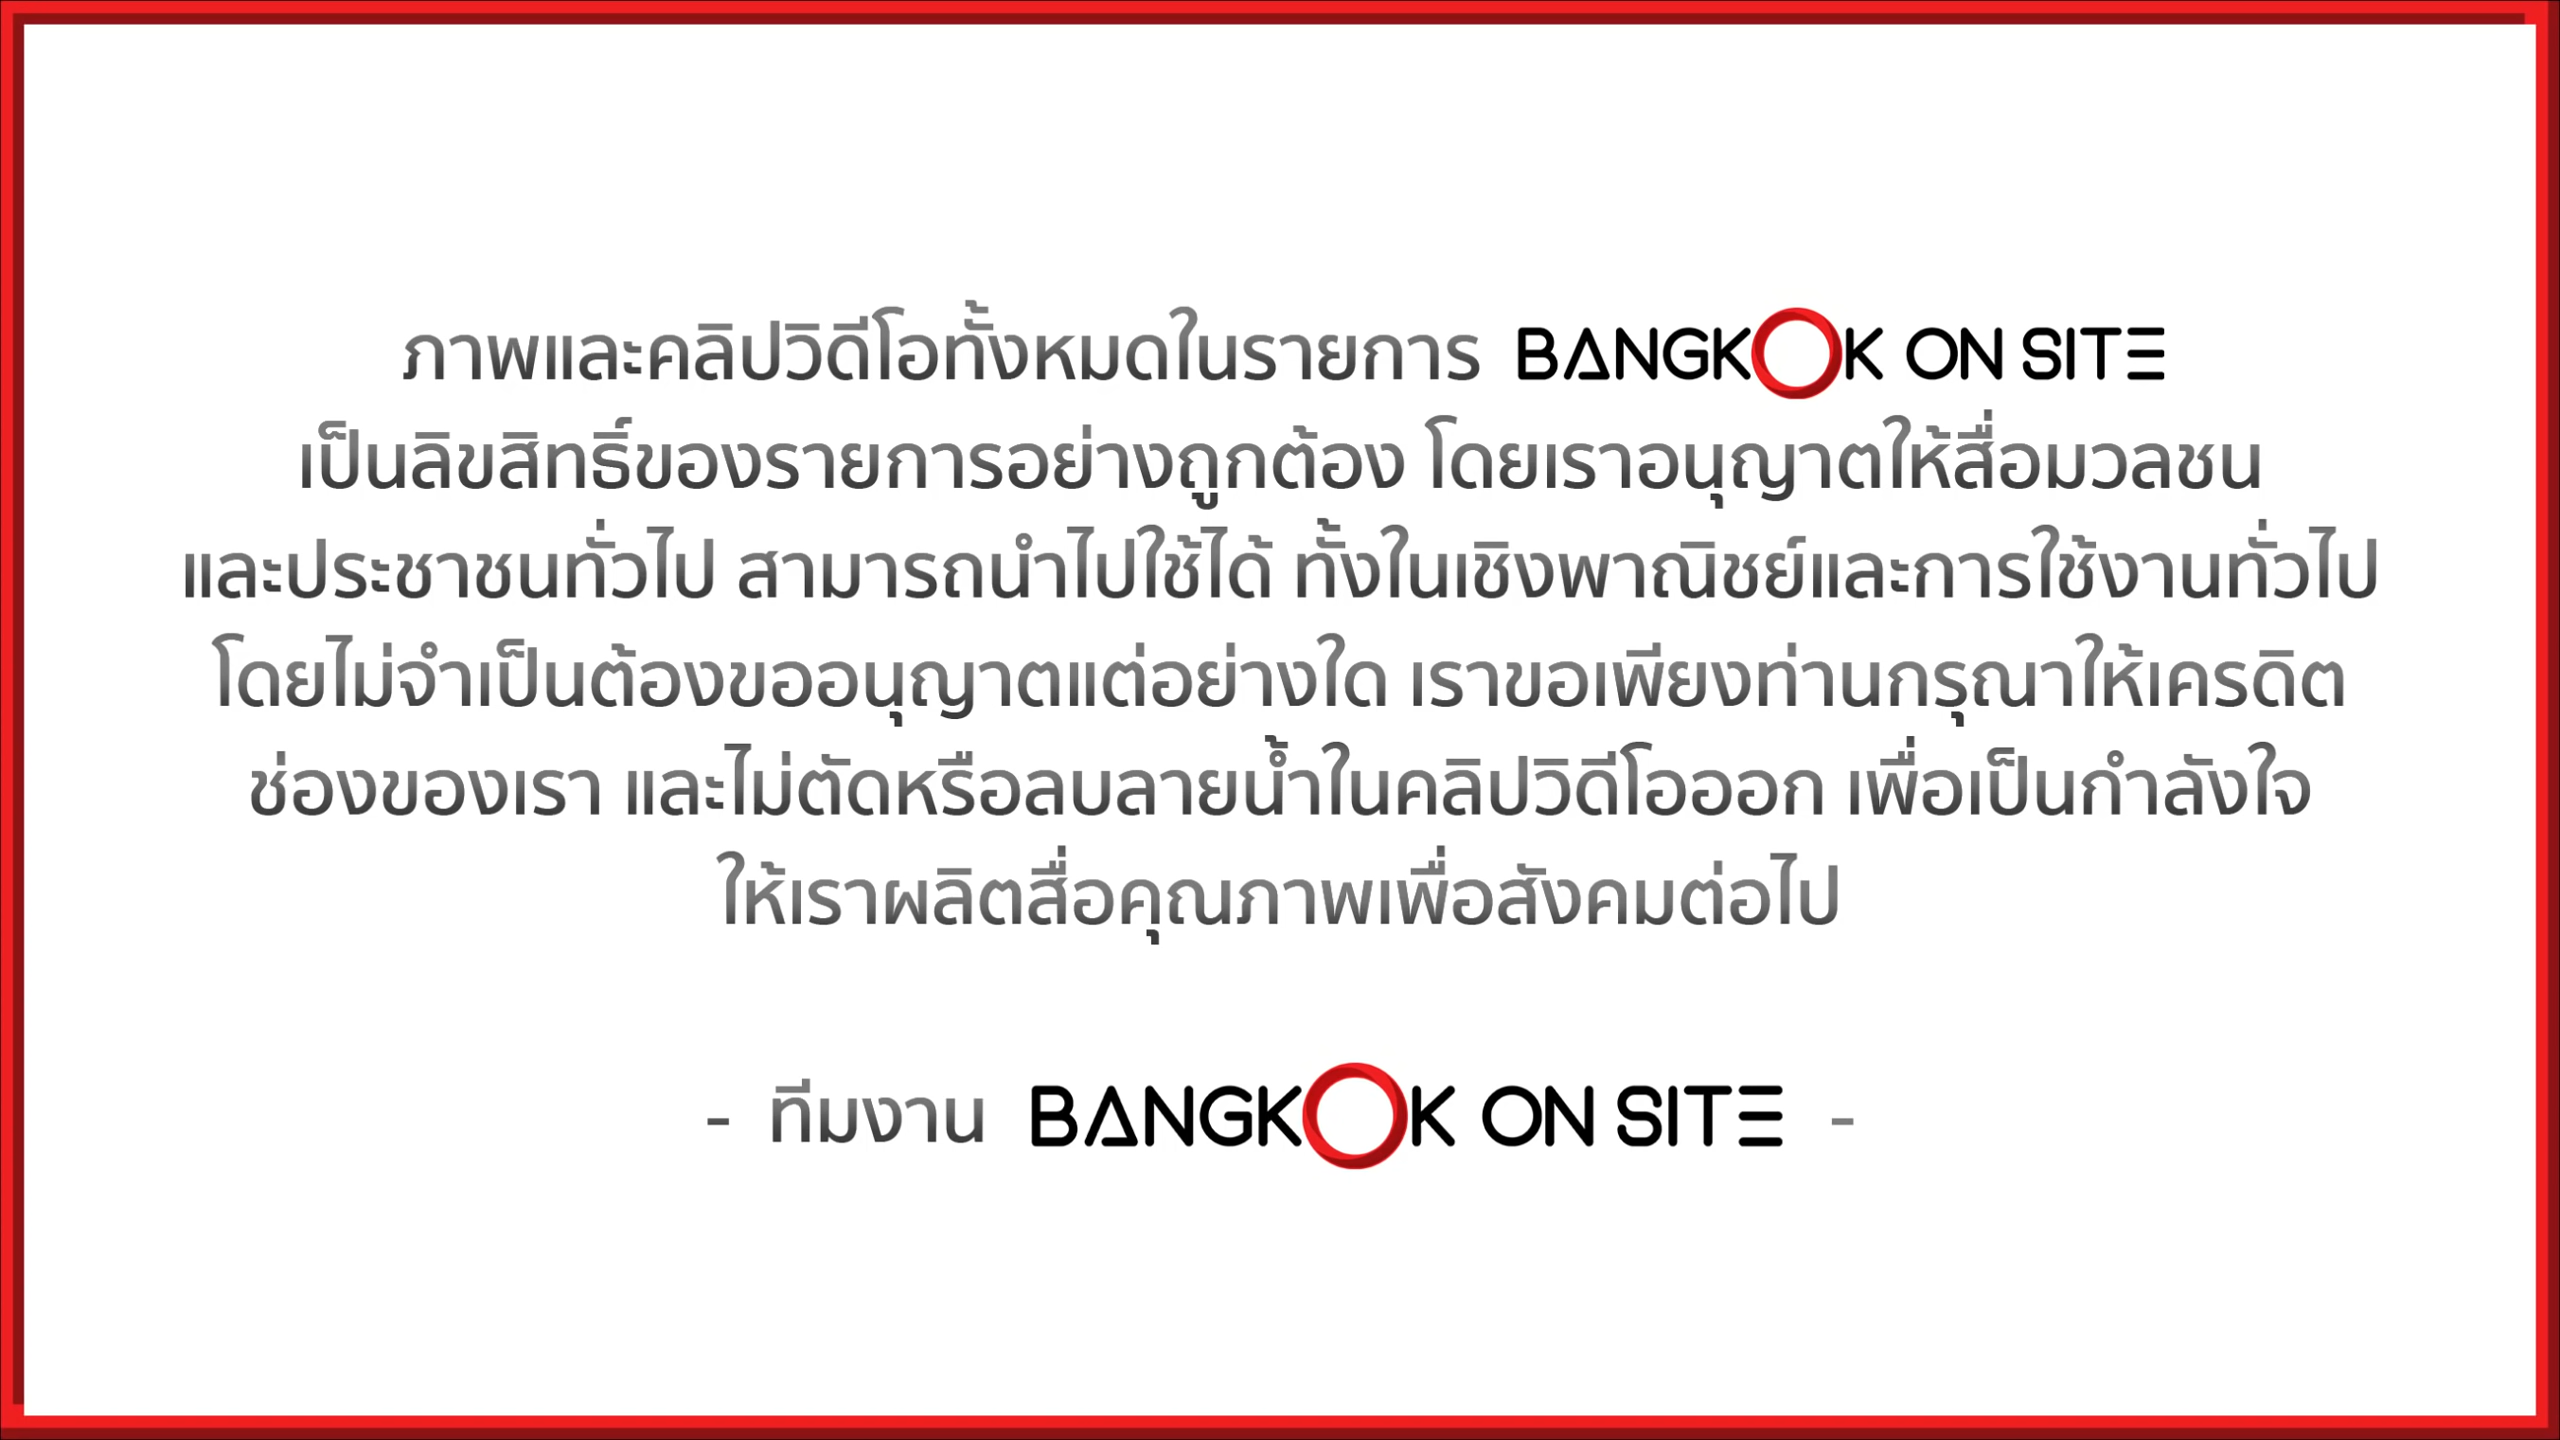 ภาพและคลิปวิดีโอทั้งหมดในรายการ BANGKOK ON SITE
เป็นลิขสิทธิ์ของรายการอย่างถูกต้อง โดยเราอนุญาตให้สื่อมวลชน
และประชาชนทั่วไป สามารถนำไปใช้ได้ ทั้งในเชิงพาณิชย์และการใช้งานทั่วไป
โดยไม่จำเป็นต้องขออนุญาตแต่อย่างใด เราขอเพียงท่านกรุณาให้เครดิต
ช่องของเรา และไม่ตัดหรือลบลายน้ำในคลิปวิดีโอออก เพื่อเป็นกำลังใจ
ให้เราผลิตสื่อคุณภาพเพื่อสังคมต่อไป
- ทีมงาน BANGKOK ON SITE -